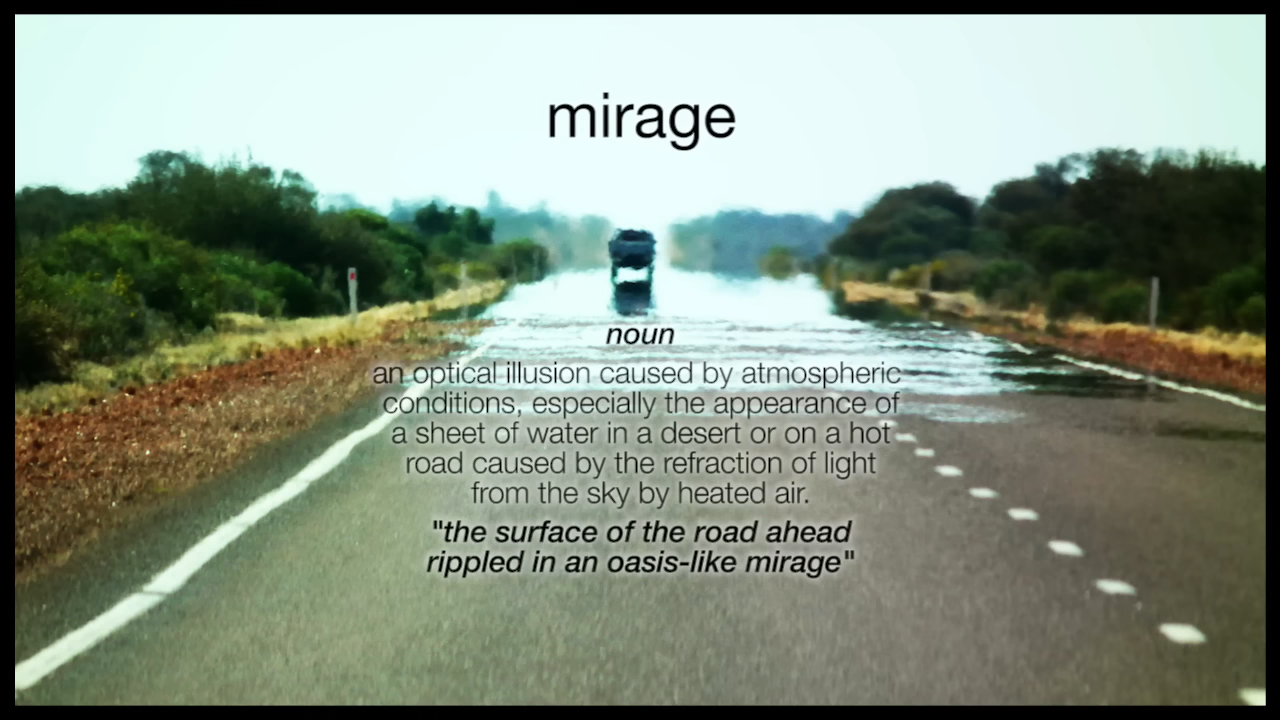 mirage
noun
an optical illusion caused by atmospheric
conditions, especially the appearance of
a sheet of water in a desert or on a hot
road caused by the refraction of light
from the sky by heated air.
"the surface of the road ahead
rippled in an oasis-like mirage"